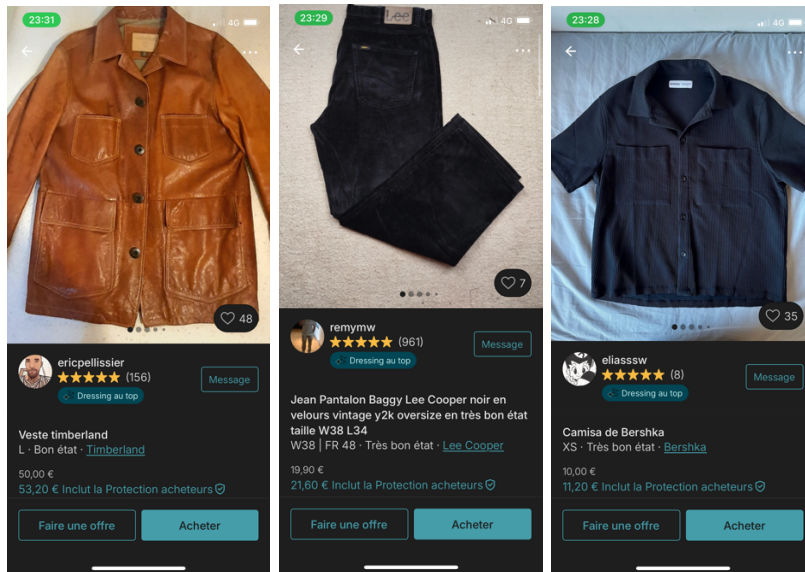 23:31
4G
48
ericpellissier
(156)
Dressing au top
Message
Veste timberland
L · Bon état · Timberland
50,00 €
53,20 € Inclut la Protection acheteurs
Faire une offre
Acheter
23:29
4G
Lee
7
remymw
(961)
Dressing au top
Message
Jean Pantalon Baggy Lee Cooper noir en
velours vintage y2k oversize en très bon état
taille W38 L34
W38 | FR 48 · Très bon état · Lee Cooper
19,90 €
21,60 € Inclut la Protection acheteurs
Faire une offre
Acheter
23:28
4G
35
eliasssw
(8)
Dressing au top
Message
Camisa de Bershka
XS · Très bon état · Bershka
10,00 €
11,20 € Inclut la Protection acheteurs
Faire une offre
Acheter